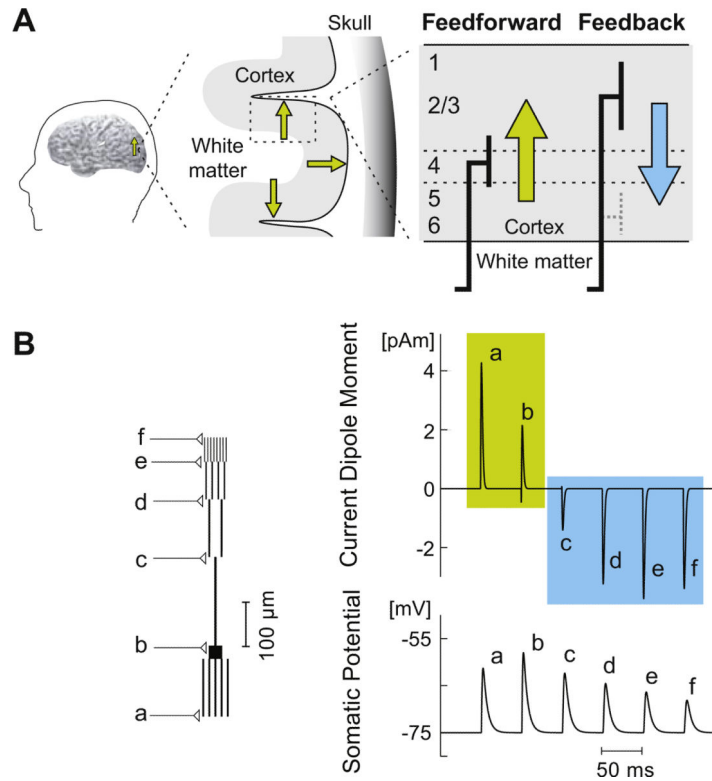 A
Skull
Cortex
White
matter
Feedforward Feedback
1
2/3
4
5
6
Cortex
White matter
B
f
e
d
c
b
a
100 µm
Current Dipole Moment
[pAm]
4
2
0
-2
a
b
c
d
e
f
Somatic Potential
[mV]
-55
-75
a
b
c
d
e
f
50 ms